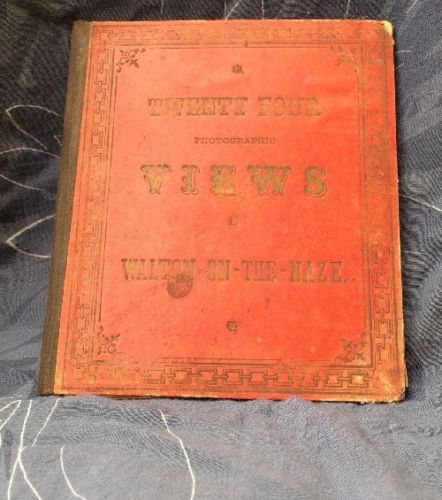 TWENTY FOUR
PHOTOGRAPHIC
VIEWS
WALTON-ON-THE-NAZE.